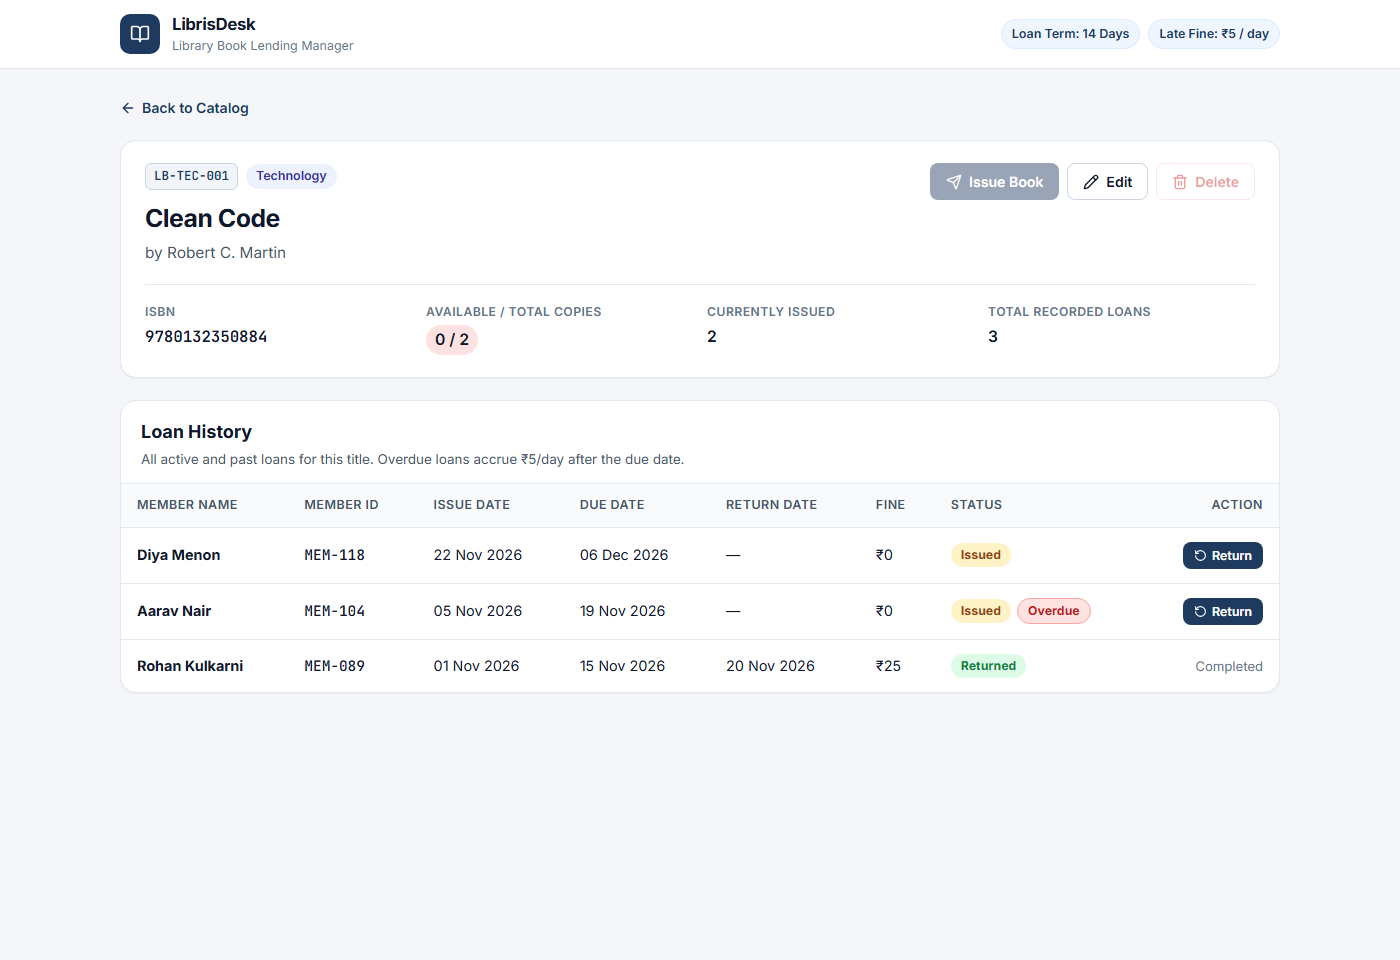 LibrisDesk
Library Book Lending Manager
Loan Term: 14 Days
Late Fine: ₹5 / day
Back to Catalog
LB-TEC-001
Technology
Issue Book
Edit
Delete
Clean Code
by Robert C. Martin
ISBN
9780132350884
AVAILABLE / TOTAL COPIES
0 / 2
CURRENTLY ISSUED
2
TOTAL RECORDED LOANS
3
Loan History
All active and past loans for this title. Overdue loans accrue ₹5/day after the due date.
MEMBER NAME MEMBER ID ISSUE DATE DUE DATE RETURN DATE FINE STATUS ACTION
Diya Menon MEM-118 22 Nov 2026 06 Dec 2026 — ₹0 Issued Return
Aarav Nair MEM-104 05 Nov 2026 19 Nov 2026 — ₹0 Issued Overdue Return
Rohan Kulkarni MEM-089 01 Nov 2026 15 Nov 2026 20 Nov 2026 ₹25 Returned Completed